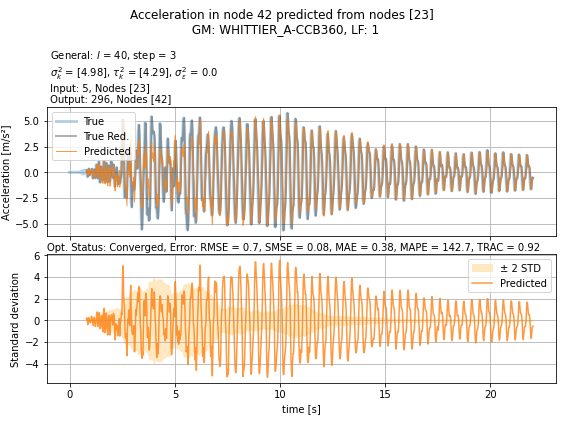 Acceleration in node 42 predicted from nodes [23]
GM: WHITTIER_A-CCB360, LF: 1
General: l = 40, step = 3
σ²ₖ = [4.98], τ²ₖ = [4.29], σ²ₑ = 0.0
Input: 5, Nodes [23]
Output: 296, Nodes [42]
True
True Red.
Predicted
5.0
2.5
0.0
−2.5
−5.0
Acceleration [m/s²]
Opt. Status: Converged, Error: RMSE = 0.7, SMSE = 0.08, MAE = 0.38, MAPE = 142.7, TRAC = 0.92
± 2 STD
Predicted
6
4
2
0
−2
−4
Standard deviation
0
5
10
15
20
time [s]